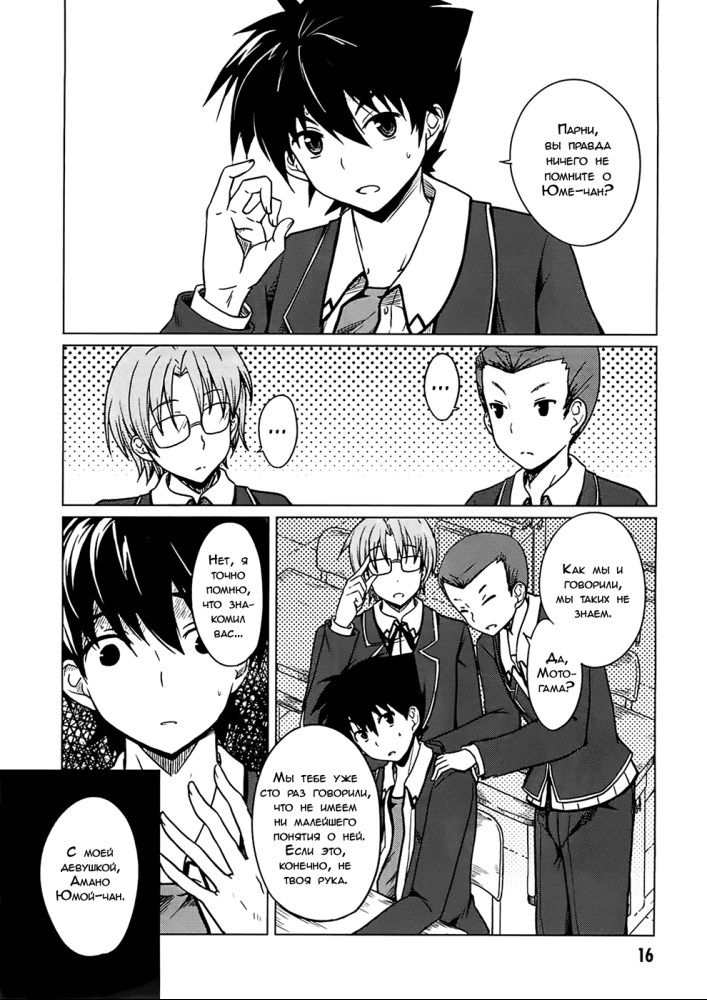 Парни,
вы правда
ничего не
помните о
Юме-чан?
...
...
Как мы и
говорили,
мы таких не
знаем.
Да,
Мото-
гама?
Мы тебе уже
сто раз говорили,
что не имеем
ни малейшего
понятия о ней.
Если это,
конечно, не
твоя рука.
Нет, я
точно
помню,
что зна-
комил
вас...
С моей
девушкой,
Амано
Юмой-чан.
16